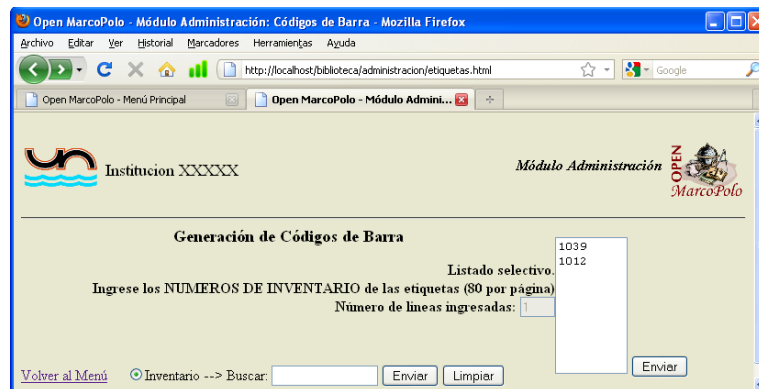 Open MarcoPolo - Módulo Administración: Códigos de Barra - Mozilla Firefox
Archivo Editar Ver Historial Marcadores Herramientas Ayuda
http://localhost/biblioteca/administracion/etiquetas.html Google
Open MarcoPolo - Menú Principal Open MarcoPolo - Módulo Admini...
Institucion XXXXX Módulo Administración OPEN MarcoPolo
Generación de Códigos de Barra
1039
1012
Listado selectivo.
Ingrese los NUMEROS DE INVENTARIO de las etiquetas (80 por página)
Número de lineas ingresadas: 1
Volver al Menú Inventario --> Buscar: Enviar Limpiar Enviar